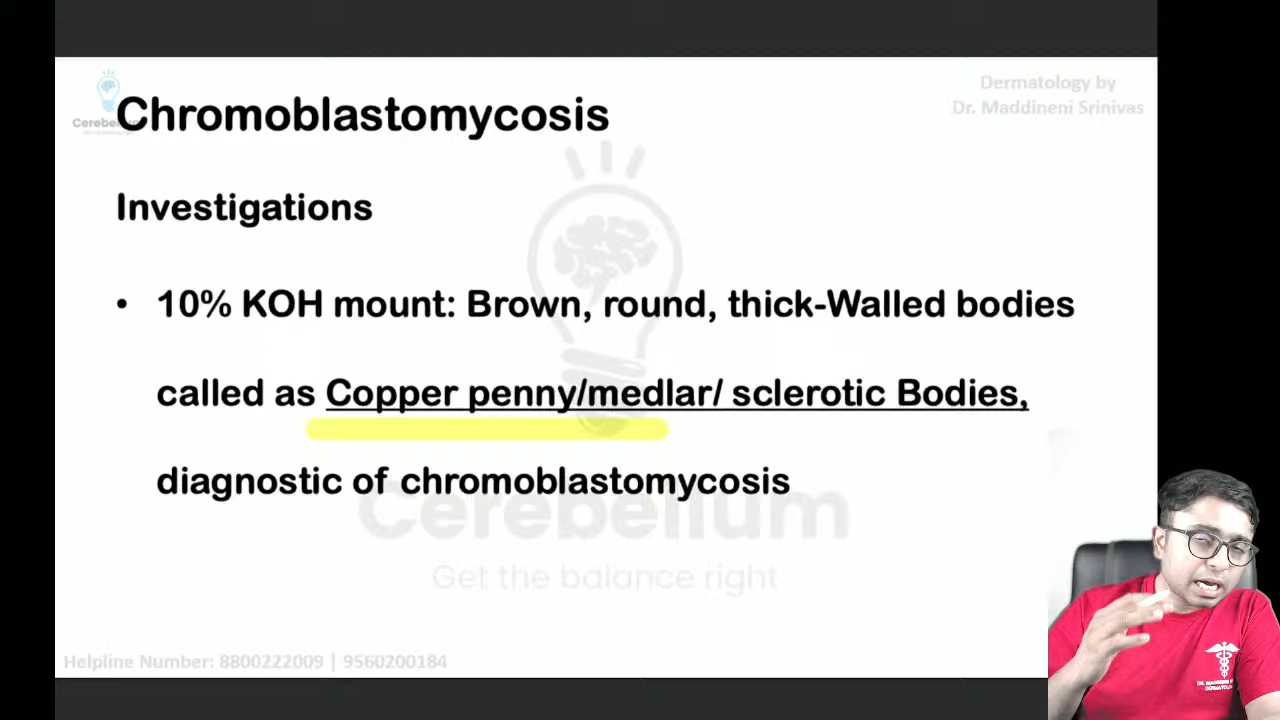 Dermatology by
Dr. Maddineni Srinivas
Chromoblastomycosis
Investigations
• 10% KOH mount: Brown, round, thick-Walled bodies
called as Copper penny/medlar/ sclerotic Bodies,
diagnostic of chromoblastomycosis
Cerebellum
Get the balance right
Helpline Number: 8800222009 | 9560200184